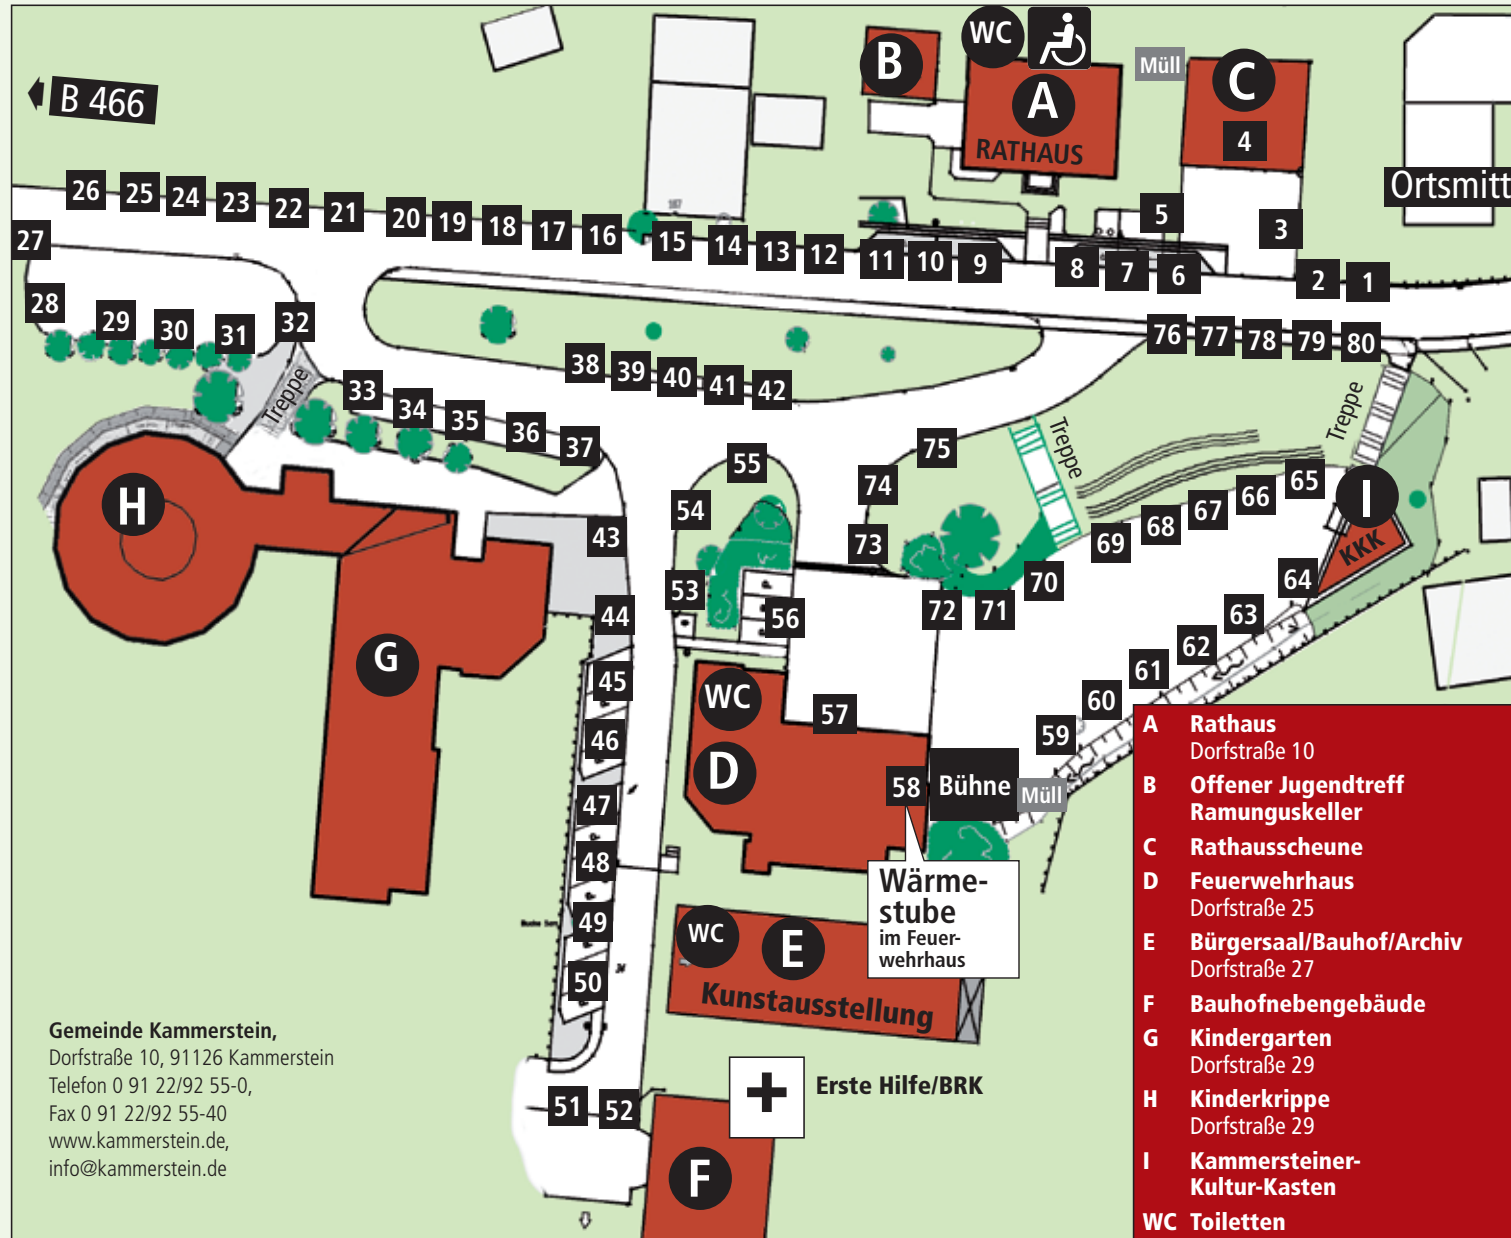 B 466
B
WC
A
RATHAUS
Müll
C
4
Ortsmitt
26
25
24
23
22
21
20
19
18
17
16
15
14
13
12
11
10
9
8
7
6
5
3
2
1
27
28
29
30
31
32
Treppe
33
34
35
36
37
38
39
40
41
42
76
77
78
79
80
Treppe
Treppe
55
54
53
56
75
74
73
72
71
70
69
68
67
66
65
I
KKK
64
63
62
61
60
59
H
G
43
44
45
46
47
48
49
50
51
52
WC
D
57
58
Bühne
Müll
Wärme-
stube
im Feuer-
wehrhaus
WC
E
Kunstausstellung
Erste Hilfe/BRK
F
Gemeinde Kammerstein,
Dorfstraße 10, 91126 Kammerstein
Telefon 0 91 22/92 55-0,
Fax 0 91 22/92 55-40
www.kammerstein.de,
info@kammerstein.de
A Rathaus
Dorfstraße 10
B Offener Jugendtreff
Ramunguskeller
C Rathausscheune
D Feuerwehrhaus
Dorfstraße 25
E Bürgersaal/Bauhof/Archiv
Dorfstraße 27
F Bauhofnebengebäude
G Kindergarten
Dorfstraße 29
H Kinderkrippe
Dorfstraße 29
I Kammersteiner-
Kultur-Kasten
WC Toiletten